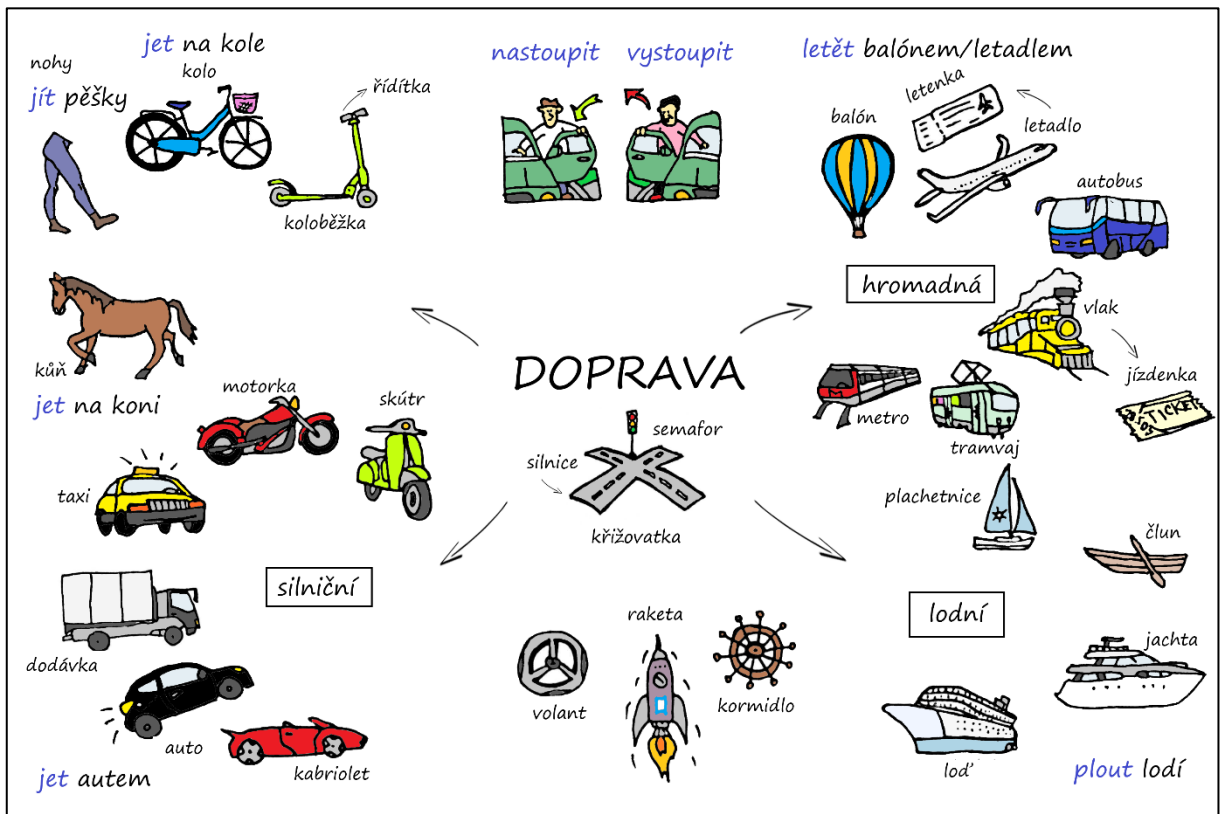 jet na kole
kolo
nohy
jít pěšky
řídítka
koloběžka
nastoupit
vystoupit
letět balónem/letadlem
letenka
balón
letadlo
autobus
hromadná
vlak
jízdenka
TICKET
metro
tramvaj
kůň
jet na koni
motorka
skútr
taxi
DOPRAVA
semafor
silnice
křižovatka
plachetnice
člun
silniční
lodní
dodávka
auto
jet autem
kabriolet
raketa
volant
kormidlo
jachta
loď
plout lodí